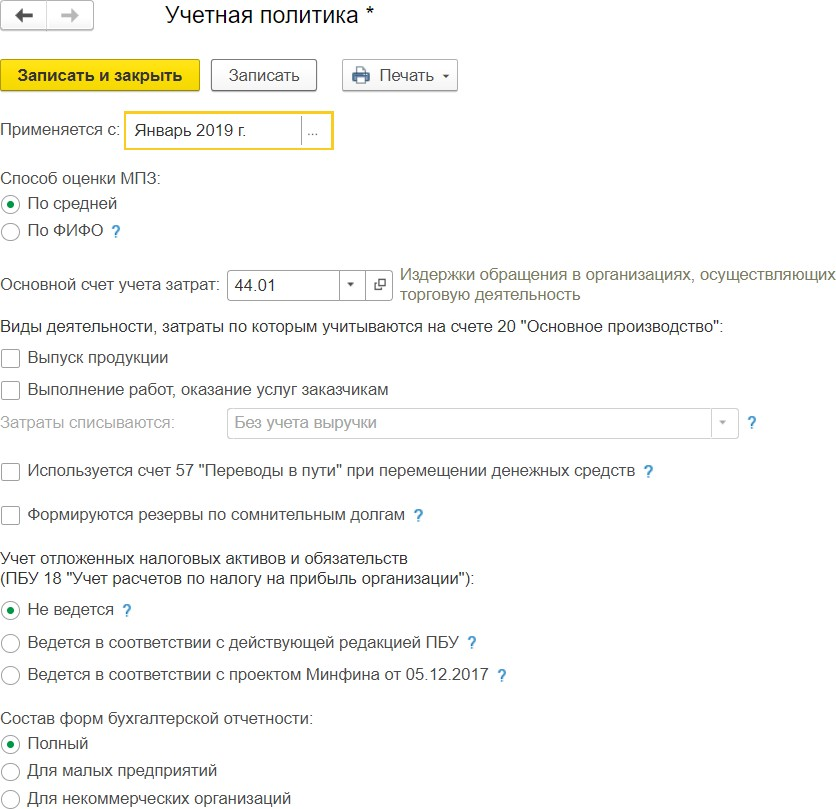 Учетная политика *
Записать и закрыть
Записать
Печать
Применяется с: Январь 2019 г. ...
Способ оценки МПЗ:
По средней
По ФИФО ?
Основной счет учета затрат: 44.01
Издержки обращения в организациях, осуществляющих
торговую деятельность
Виды деятельности, затраты по которым учитываются на счете 20 "Основное производство":
Выпуск продукции
Выполнение работ, оказание услуг заказчикам
Затраты списываются: Без учета выручки ?
Используется счет 57 "Переводы в пути" при перемещении денежных средств ?
Формируются резервы по сомнительным долгам ?
Учет отложенных налоговых активов и обязательств
(ПБУ 18 "Учет расчетов по налогу на прибыль организации"):
Не ведется ?
Ведется в соответствии с действующей редакцией ПБУ ?
Ведется в соответствии с проектом Минфина от 05.12.2017 ?
Состав форм бухгалтерской отчетности:
Полный
Для малых предприятий
Для некоммерческих организаций